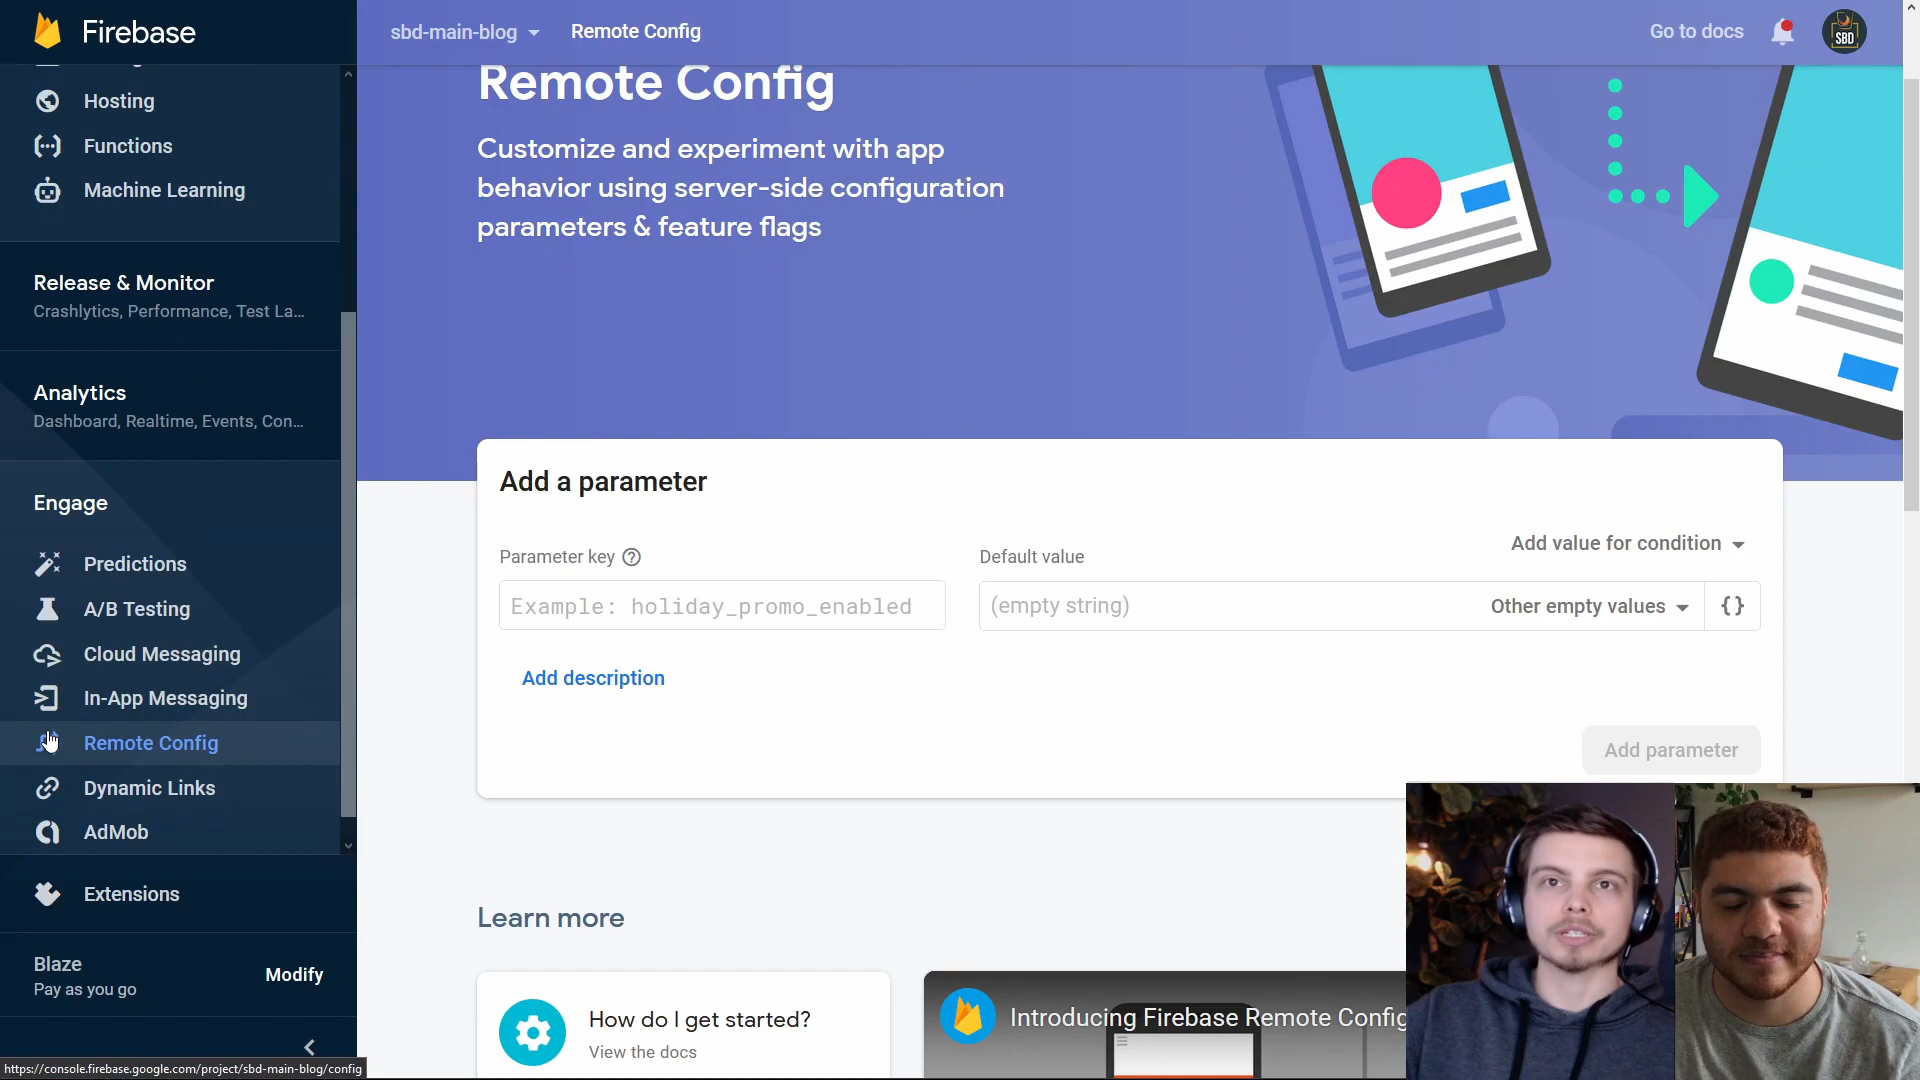 Firebase
Hosting
Functions
Machine Learning
Release & Monitor
Crashlytics, Performance, Test La...
Analytics
Dashboard, Realtime, Events, Con...
Engage
Predictions
A/B Testing
Cloud Messaging
In-App Messaging
Remote Config
Dynamic Links
AdMob
Extensions
Blaze
Pay as you go
Modify
https://console.firebase.google.com/project/sbd-main-blog/config
sbd-main-blog
Remote Config
Go to docs
SBD
Remote Config
Customize and experiment with app
behavior using server-side configuration
parameters & feature flags
Add a parameter
Parameter key
Default value
Add value for condition
Example: holiday_promo_enabled
(empty string)
Other empty values
{ }
Add description
Add parameter
Learn more
How do I get started?
View the docs
Introducing Firebase Remote Config